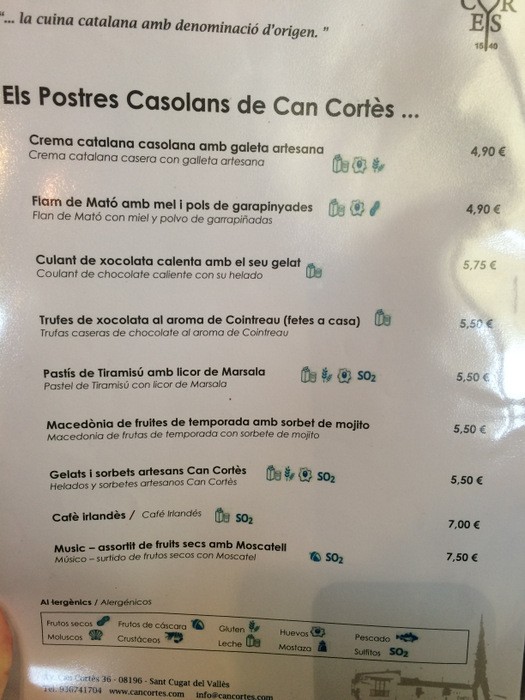 "... la cuina catalana amb denominació d'origen. "
E S
15 40
Els Postres Casolans de Can Cortès ...
Crema catalana casolana amb galeta artesana 4,90 €
Crema catalana casera con galleta artesana
Flam de Mató amb mel i pols de garapinyades 4,90 €
Flan de Mató con miel y polvo de garrapiñadas
Culant de xocolata calenta amb el seu gelat 5,75 €
Coulant de chocolate caliente con su helado
Trufes de xocolata al aroma de Cointreau (fetes a casa) 5,50 €
Trufas caseras de chocolate al aroma de Cointreau
Pastís de Tiramisú amb licor de Marsala SO2 5,50 €
Pastel de Tiramisú con licor de Marsala
Macedònia de fruites de temporada amb sorbet de mojito 5,50 €
Macedonia de frutas de temporada con sorbete de mojito
Gelats i sorbets artesans Can Cortès SO2 5,50 €
Helados y sorbetes artesanos Can Cortès
Cafè irlandès / Café Irlandés SO2 7,00 €
Music – assortit de fruits secs amb Moscatell SO2 7,50 €
Músico – surtido de frutos secos con Moscatel
Al·lergènics / Alergénicos
Frutos secos Frutos de cáscara Gluten Huevos Pescado
Moluscos Crustáceos Leche Mostaza Sulfitos SO2
Can Cortès 36 - 08196 - Sant Cugat del Vallès
936741704 www.cancortes.com info@cancortes.com